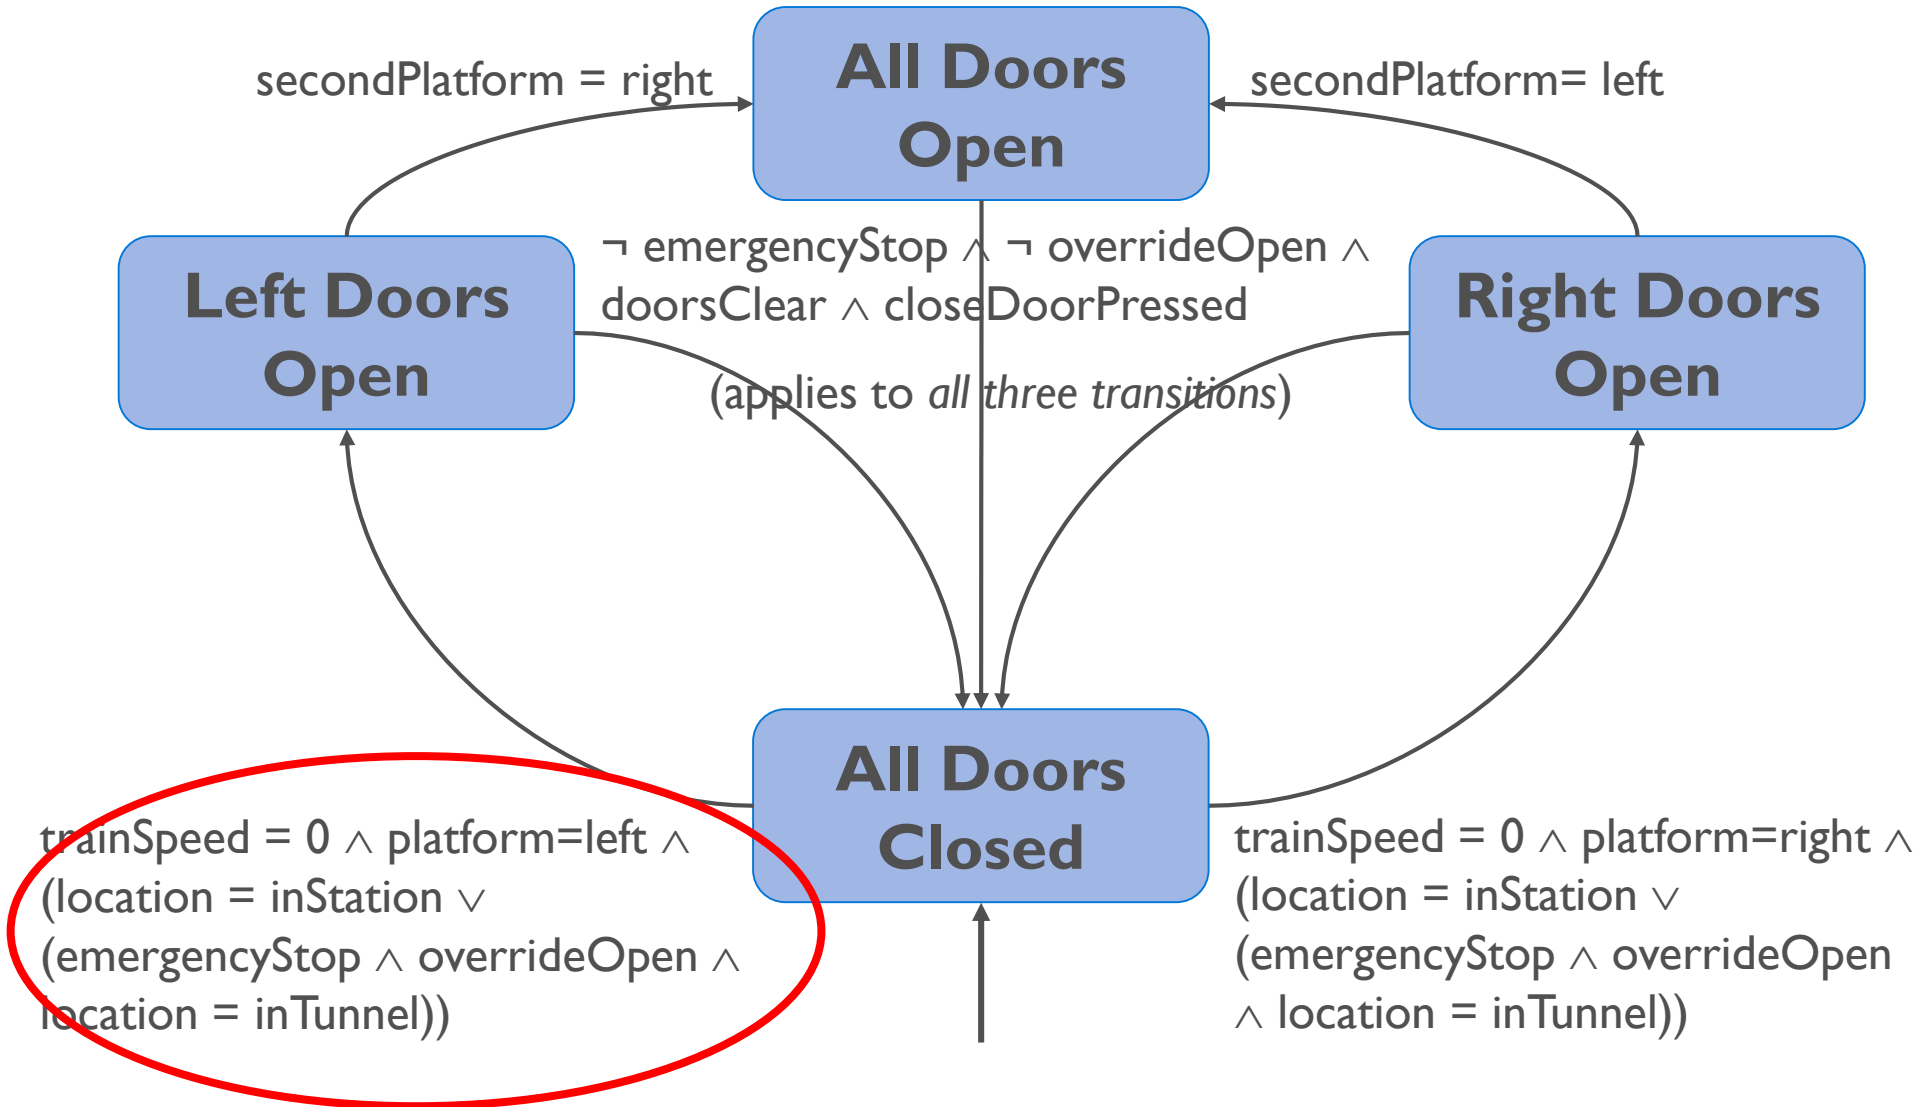 All Doors
Open
secondPlatform = right
secondPlatform= left
¬ emergencyStop ∧ ¬ overrideOpen ∧
doorsClear ∧ closeDoorPressed
(applies to all three transitions)
Left Doors
Open
Right Doors
Open
All Doors
Closed
trainSpeed = 0 ∧ platform=left ∧
(location = inStation ∨
(emergencyStop ∧ overrideOpen ∧
location = inTunnel))
trainSpeed = 0 ∧ platform=right ∧
(location = inStation ∨
(emergencyStop ∧ overrideOpen
∧ location = inTunnel))